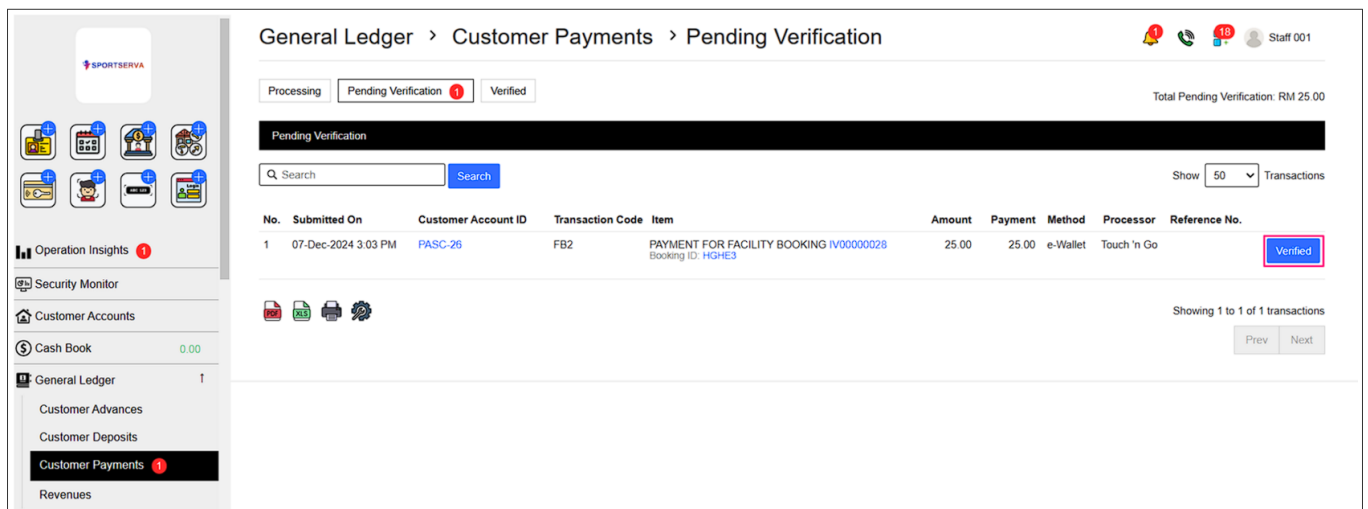 SPORTSERVA
General Ledger > Customer Payments > Pending Verification
1
18
Staff 001
Processing
Pending Verification 1
Verified
Total Pending Verification: RM 25.00
Pending Verification
Search
Search
Show 50 Transactions
No. Submitted On Customer Account ID Transaction Code Item Amount Payment Method Processor Reference No.
1 07-Dec-2024 3:03 PM PASC-26 FB2 PAYMENT FOR FACILITY BOOKING IV00000028 25.00 25.00 e-Wallet Touch 'n Go Verified
Booking ID: HGHE3
PDF
XLS
Showing 1 to 1 of 1 transactions
Prev Next
Operation Insights 1
Security Monitor
Customer Accounts
Cash Book 0.00
General Ledger ↑
Customer Advances
Customer Deposits
Customer Payments 1
Revenues